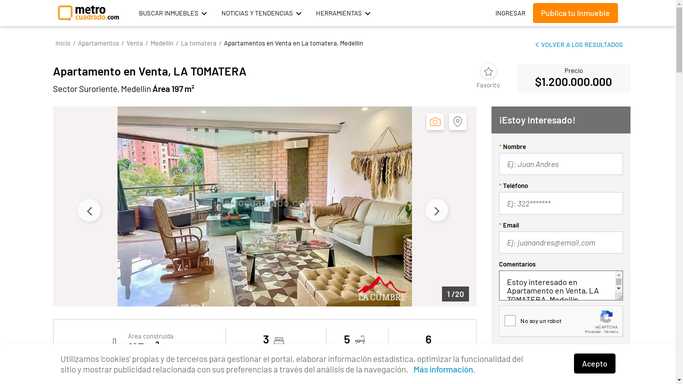 metro
cuadrado.com
BUSCAR INMUEBLES
NOTICIAS Y TENDENCIAS
HERRAMIENTAS
INGRESAR
Publica tu Inmueble
Inicio / Apartamentos / Venta / Medellín / La tomatera / Apartamentos en Venta en La tomatera, Medellín
VOLVER A LOS RESULTADOS
Apartamento en Venta, LA TOMATERA
Sector Suroriente, Medellín Área 197 m²
Favorito
Precio
$1.200.000.000
LA CUMBRE
1 / 20
¡Estoy Interesado!
* Nombre
Ej: Juan Andres
* Teléfono
Ej: 322*******
* Email
Ej: juanandres@email.com
Comentarios
Estoy interesado en
Apartamento en Venta, LA
TOMATERA, Medellín
No soy un robot
reCAPTCHA
Privacidad - Términos
Área construida
3
5
6
Utilizamos 'cookies' propias y de terceros para gestionar el portal, elaborar información estadística, optimizar la funcionalidad del
sitio y mostrar publicidad relacionada con sus preferencias a través del análisis de la navegación. Más información.
Acepto